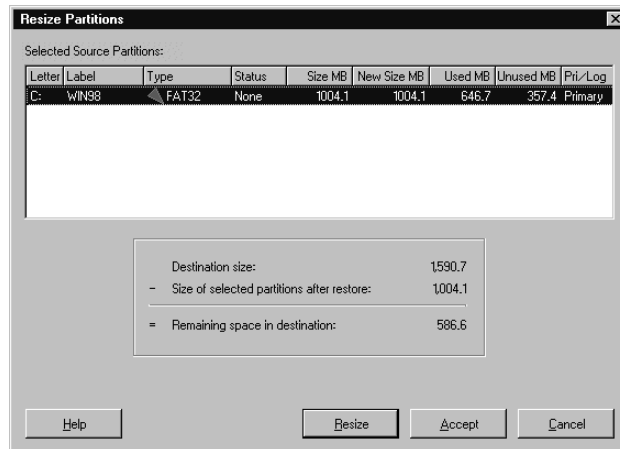 Resize Partitions
Selected Source Partitions:
Letter Label Type Status Size MB New Size MB Used MB Unused MB Pri/Log
C: WIN98 FAT32 None 1004.1 1004.1 646.7 357.4 Primary
Destination size: 1,590.7
- Size of selected partitions after restore: 1,004.1
= Remaining space in destination: 586.6
Help Resize Accept Cancel